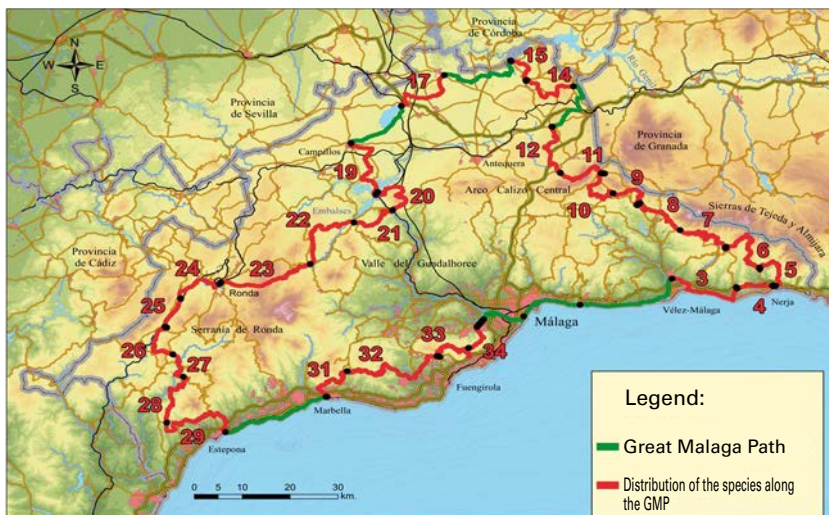 Provincia
de Córdoba
N
W E
S
15
17
14
Río Genil
Provincia
de Sevilla
Provincia
de Granada
12
Campillos
Antequera
11
19
Arco Calizo Central
9
20
10
Sierras de Tejeda y Almijara
22
Embalses
21
8
7
Provincia
de Cádiz
6
24
23
Valle del Guadalhorce
5
Ronda
3
25
4
Nerja
Vélez-Málaga
Málaga
Serranía de Ronda
26
33
27
32
34
31
Fuengirola
28
Marbella
29
Estepona
0 5 10 20 30
km.
Legend:
Great Malaga Path
Distribution of the species along
the GMP